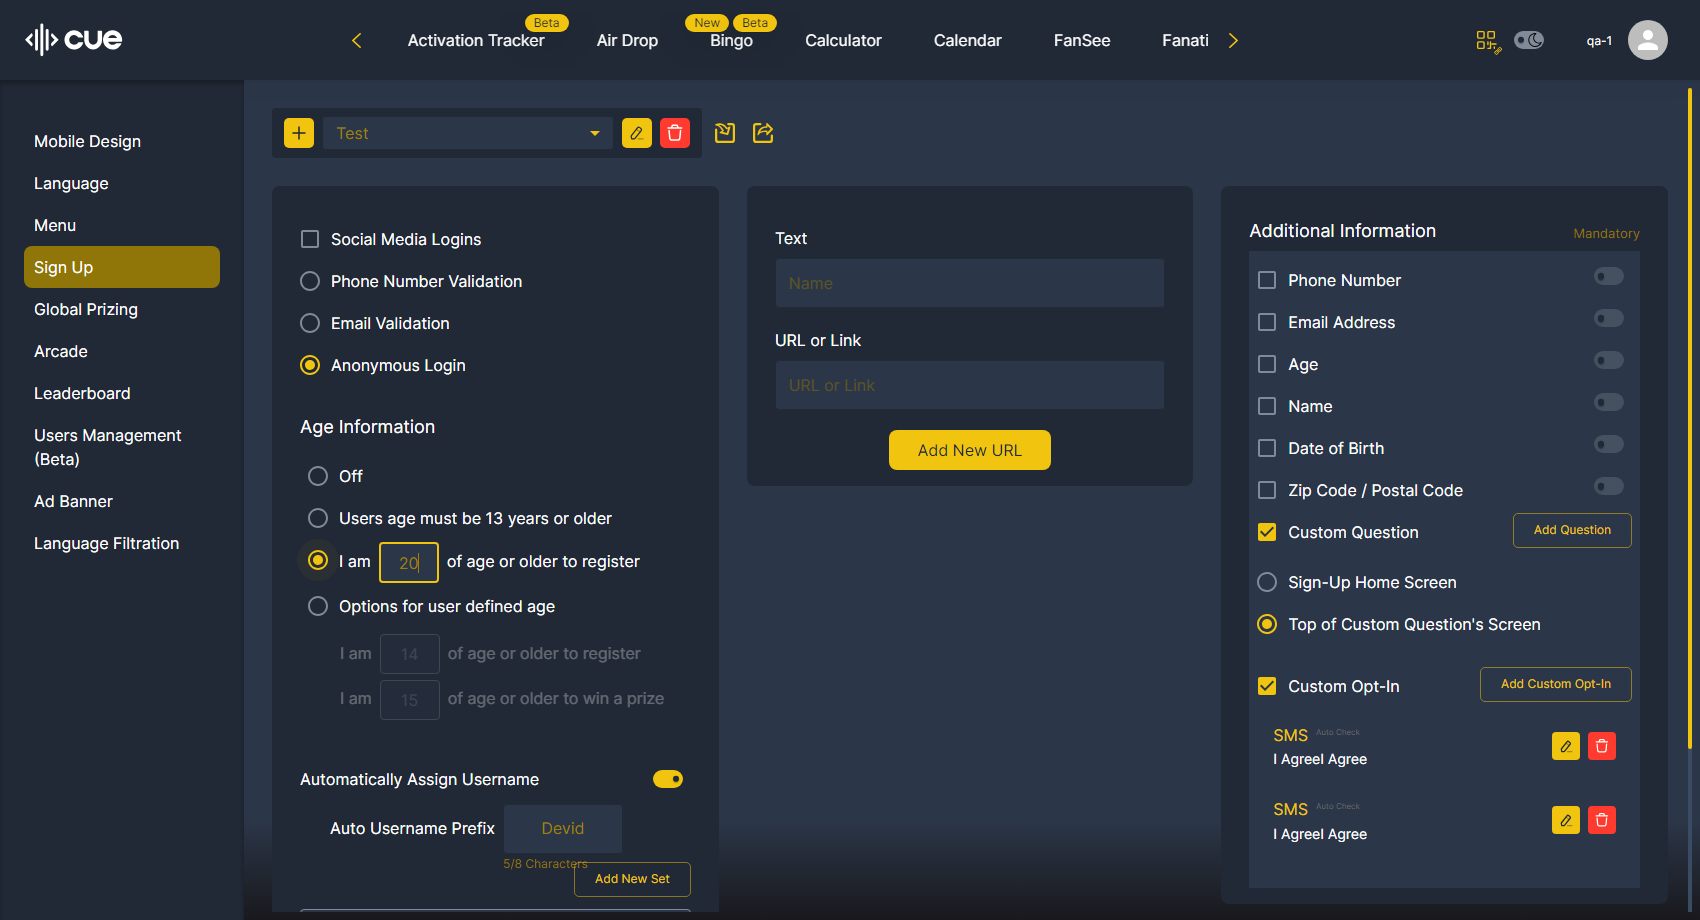 cue
Activation Tracker
Beta
Air Drop
New
Beta
Bingo
Calculator
Calendar
FanSee
Fanati
qa-1
Mobile Design
Language
Menu
Sign Up
Global Prizing
Arcade
Leaderboard
Users Management
(Beta)
Ad Banner
Language Filtration
Test
Social Media Logins
Phone Number Validation
Email Validation
Anonymous Login
Age Information
Off
Users age must be 13 years or older
I am 20 of age or older to register
Options for user defined age
I am 14 of age or older to register
I am 15 of age or older to win a prize
Automatically Assign Username
Auto Username Prefix Devid
5/8 Characters
Add New Set
Text
Name
URL or Link
URL or Link
Add New URL
Additional Information
Mandatory
Phone Number
Email Address
Age
Name
Date of Birth
Zip Code / Postal Code
Custom Question
Add Question
Sign-Up Home Screen
Top of Custom Question's Screen
Custom Opt-In
Add Custom Opt-In
SMS Auto Check
I AgreeI Agree
SMS Auto Check
I AgreeI Agree